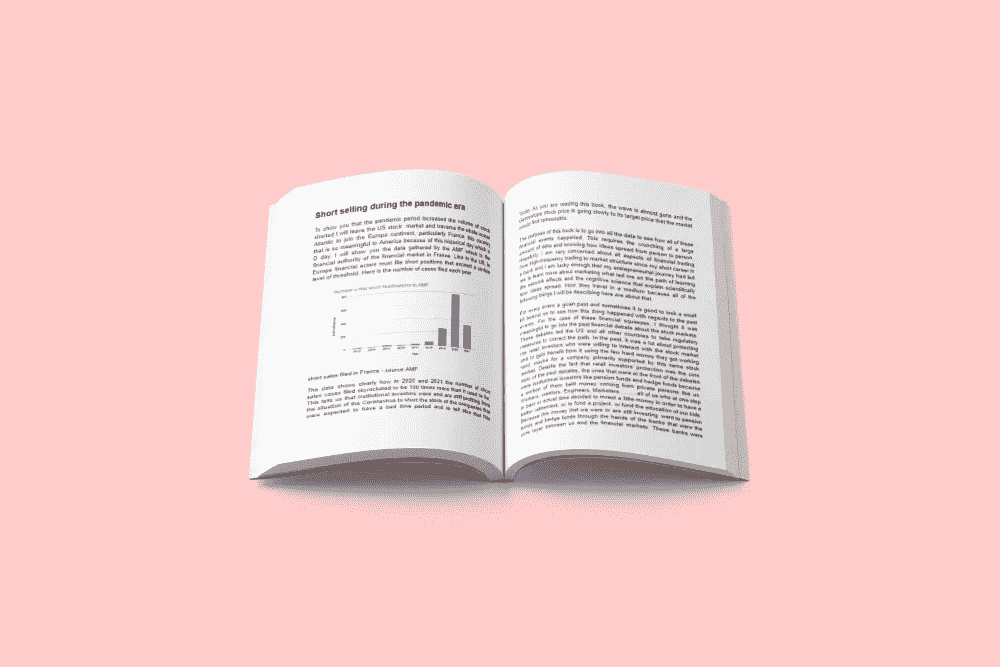 Short selling during the pandemic era
To show you that the pandemic period increased the volume of stock
shorted I will leave the US stock market and traverse the whole ocean
Atlantic to join the Europa continent, particularly France, this country
that is so meaningful to America because of this historical day which is
D day. I will show you the data gathered by the AMF which is the
financial authority of the financial market in France. Like in the US, in
Europe financial actors must file short positions that exceed a certain
level of threshold. Here is the number of cases filed each year
short sales filed in France - source AMF
The data shows clearly how in 2020 and 2021 the number of short
sales cases filed skyrocketed to be 100 times more than it used to be.
This tells us that institutional investors were and are still profiting from
the situation of the Coronavirus to short the stock of the companies that
were expected to have a bad time period and to tell also that the
Tooth. As you are reading this book, the wave is almost gone and the
Gamestops stock price is going slowly to its target price that the market
would find reasonable.
The purpose of this book is to go into all the data to see how all of these
financial events happened. This requires the crunching of a large
amount of data and knowing how ideas spread from person to person.
Hopefully, I am very concerned about all aspects of financial trading
from high-frequency trading to market structure since my short career in
a bank and I am lucky enough that my entrepreneurial journey had led
me to learn more about marketing what led me on the path of learning
the network effects and the cognitive science that explain scientifically
how ideas spread. How they travel in a medium because all of the
following things I will be describing here are about that.
For every event a given past and sometimes it is good to look a small
bit behind us to see how this thing happened with regards to the past
events. For the case of these financial squeezes, I thought it was
meaningful to go into the past financial debate about the stock markets.
These debates led the US and all other countries to take regulatory
measures to correct the path. In the past, it was a lot about protecting
the retail investors who were willing to interact with the stock market
and to gain benefit from it using the few hard money they got working
hard maybe for a company primarily supported by this same stock
market. Despite the fact that retail investors' protection was the core
topic of the past debates, the ones that were at the front of the debates
were institutional investors like pension funds and hedge funds because
a portion of them held money coming from private persons like us
Workers, creators, Engineers, Marketers all of us who at one step
in past or actual time decided to invest a little money in order to have a
better retirement, or to fund a project, or fund the education of our kids
Because the money that we were or are still investing went to pension
funds and hedge funds through the hands of the banks that were the
core layer between us and the financial markets. These banks were